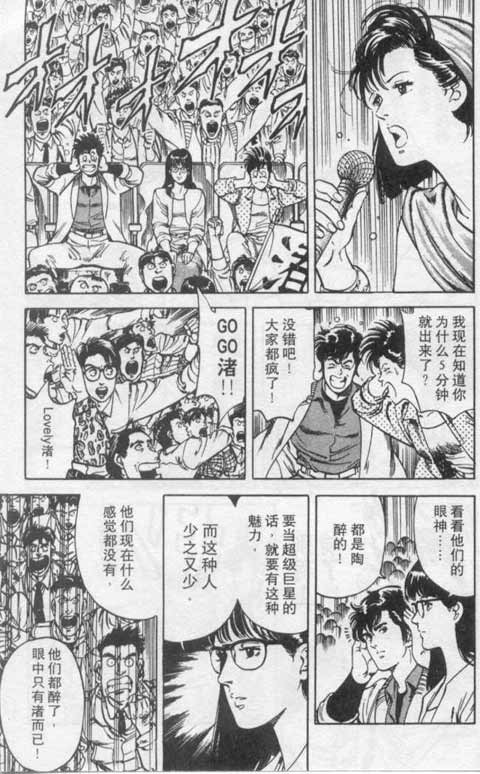 オオオオオオ
渚
我现在知道你
为什么5分钟
就出来了？
没错吧！
大家都疯了！
GO
GO
渚!!
Lovely渚！
看看他们的
眼神……
都是陶
醉的！
要当超级巨星的
话，就要有这种
魅力．
而这种人
少之又少．
他们现在什么
感觉都没有．
他们都醉了，
眼中只有渚而已！